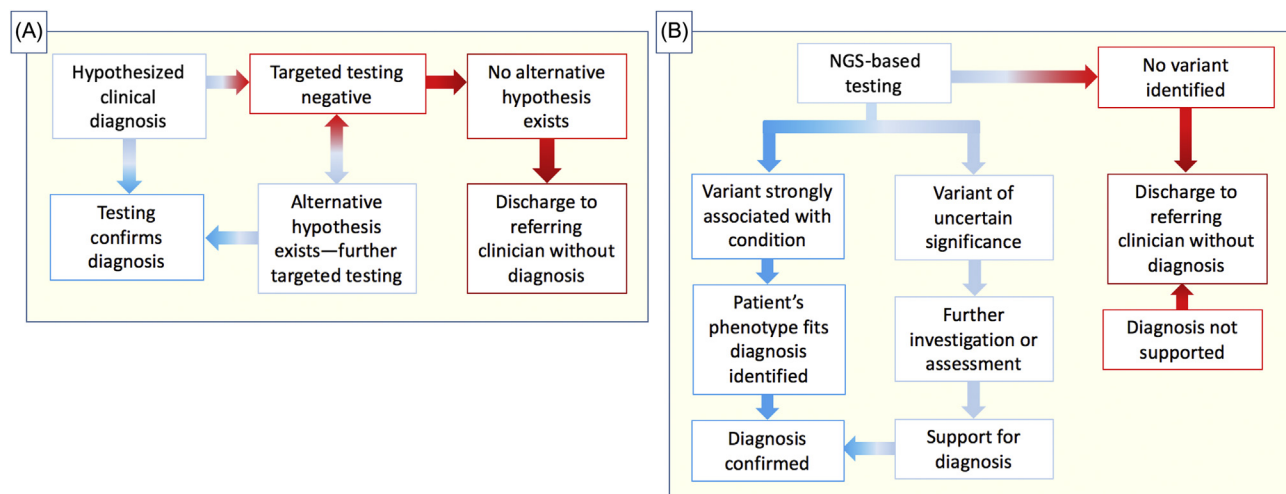 (A)
Hypothesized
clinical
diagnosis
Targeted testing
negative
No alternative
hypothesis
exists
Testing
confirms
diagnosis
Alternative
hypothesis
exists—further
targeted testing
Discharge to
referring
clinician without
diagnosis
(B)
NGS-based
testing
No variant
identified
Variant strongly
associated with
condition
Variant of
uncertain
significance
Discharge to
referring
clinician without
diagnosis
Patient's
phenotype fits
diagnosis
identified
Further
investigation or
assessment
Diagnosis not
supported
Diagnosis
confirmed
Support for
diagnosis